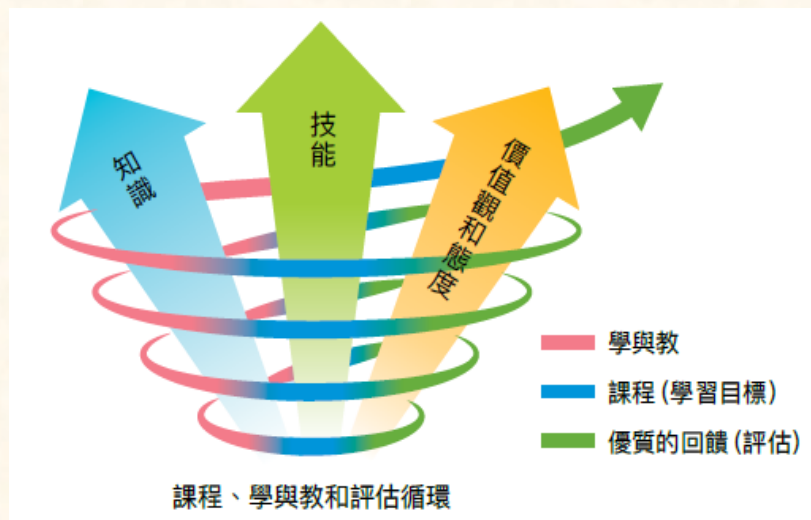 知識
技能
價值觀和態度
學與教
課程 (學習目標)
優質的回饋 (評估)
課程、學與教和評估循環